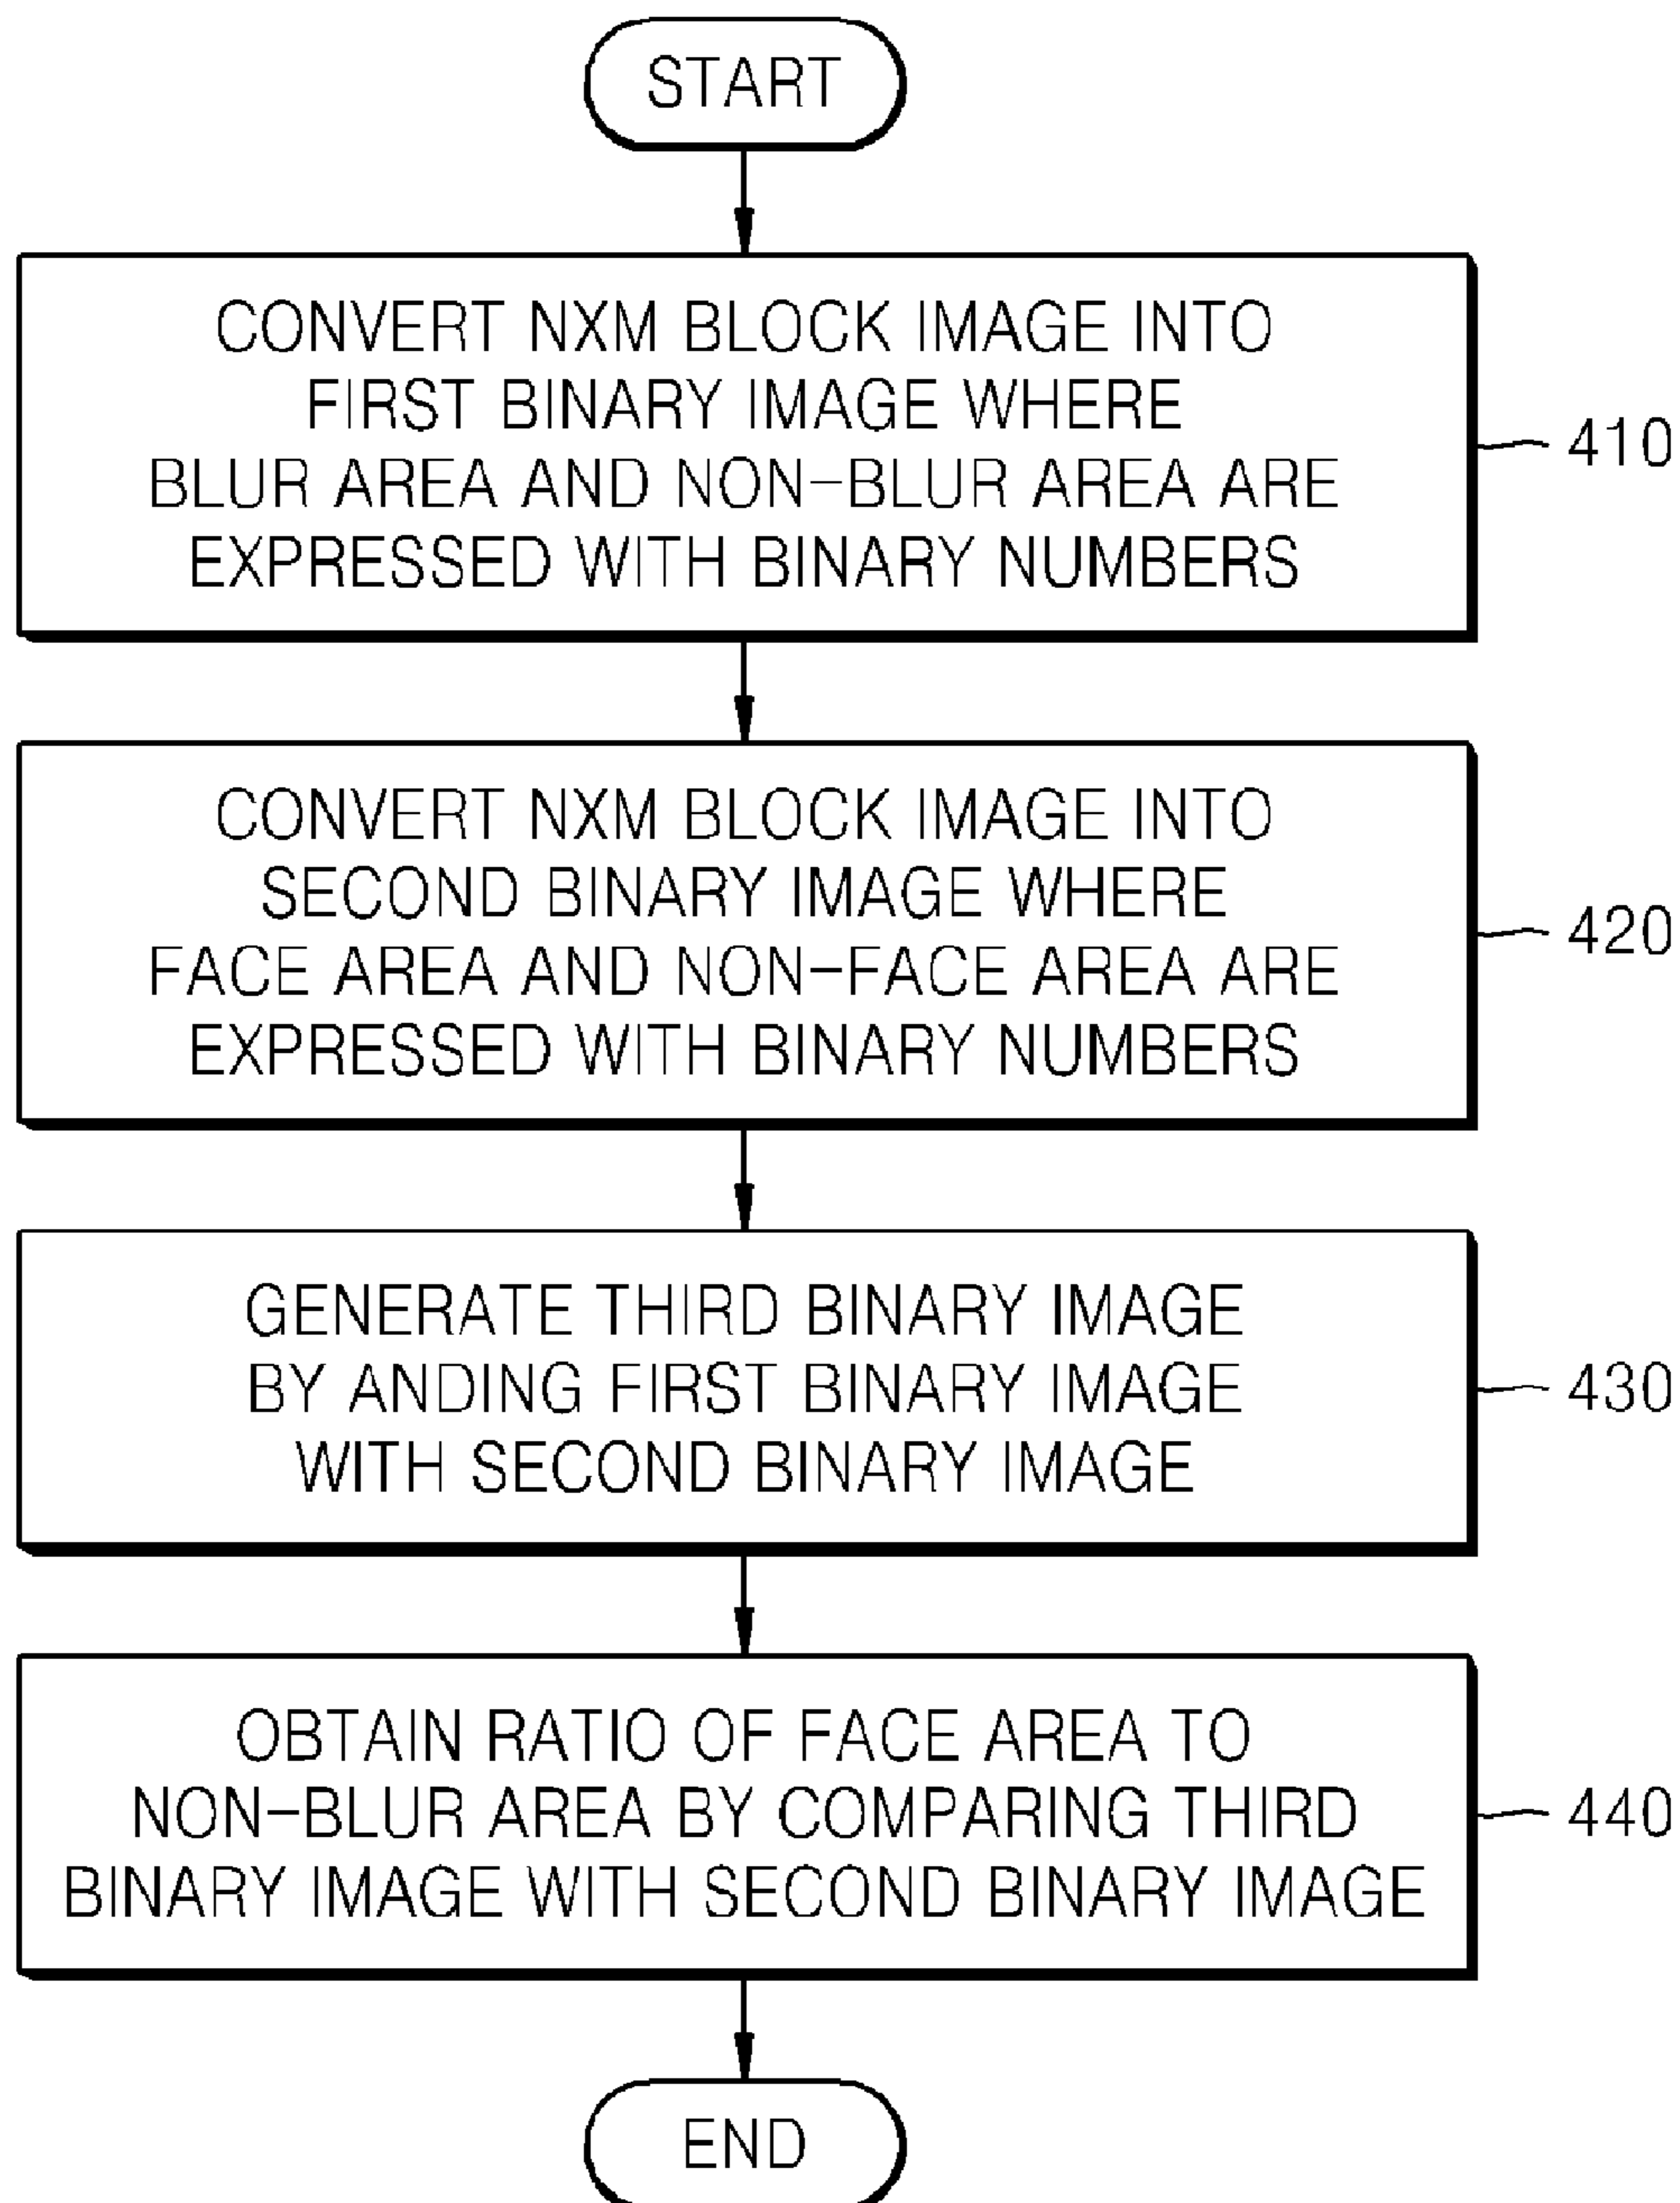 START
CONVERT NXM BLOCK IMAGE INTO
FIRST BINARY IMAGE WHERE
BLUR AREA AND NON-BLUR AREA ARE
EXPRESSED WITH BINARY NUMBERS
410
CONVERT NXM BLOCK IMAGE INTO
SECOND BINARY IMAGE WHERE
FACE AREA AND NON-FACE AREA ARE
EXPRESSED WITH BINARY NUMBERS
420
GENERATE THIRD BINARY IMAGE
BY ANDING FIRST BINARY IMAGE
WITH SECOND BINARY IMAGE
430
OBTAIN RATIO OF FACE AREA TO
NON-BLUR AREA BY COMPARING THIRD
BINARY IMAGE WITH SECOND BINARY IMAGE
440
END